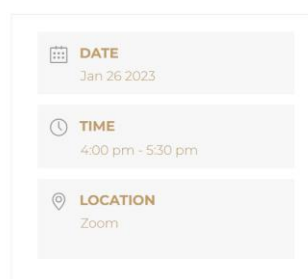 DATE
Jan 26 2023
TIME
4:00 pm - 5:30 pm
LOCATION
Zoom